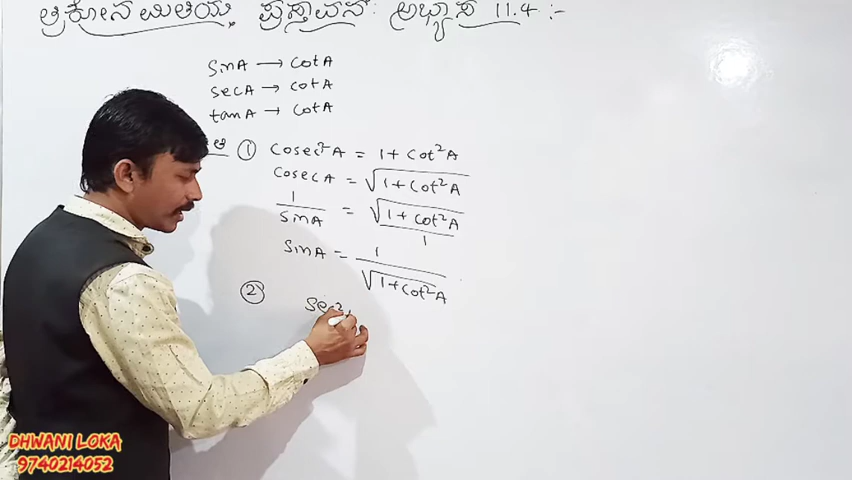 ತ್ರಿಕೋನಮಿತಿಯ ಪ್ರಸ್ತಾವನೆ: ಅಭ್ಯಾಸ 11.4 :-
sinA → cotA
secA → cotA
tanA → cotA
① Cosec²A = 1 + Cot²A
CosecA = √1+Cot²A
1/sinA = √1+Cot²A/1
sinA = 1/√1+Cot²A
② sec²
DHWANI LOKA
9740214052